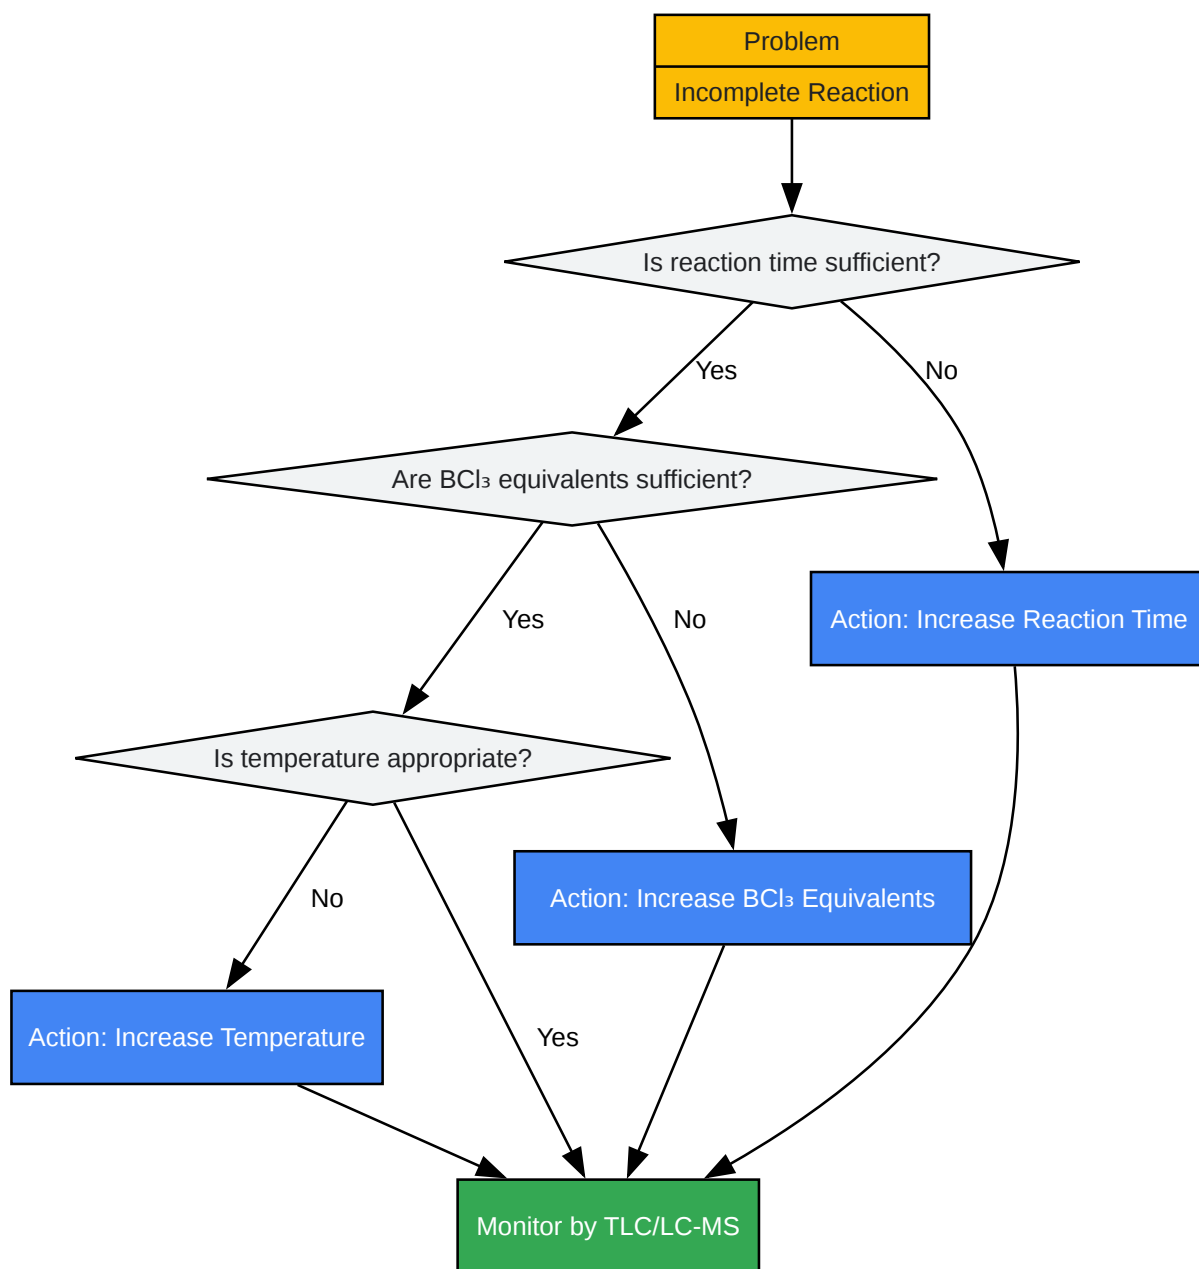 Problem
Incomplete Reaction
Is reaction time sufficient?
Yes
No
Are BCl₃ equivalents sufficient?
Yes
No
Action: Increase Reaction Time
Is temperature appropriate?
No
Action: Increase BCl₃ Equivalents
Action: Increase Temperature
Yes
Monitor by TLC/LC-MS